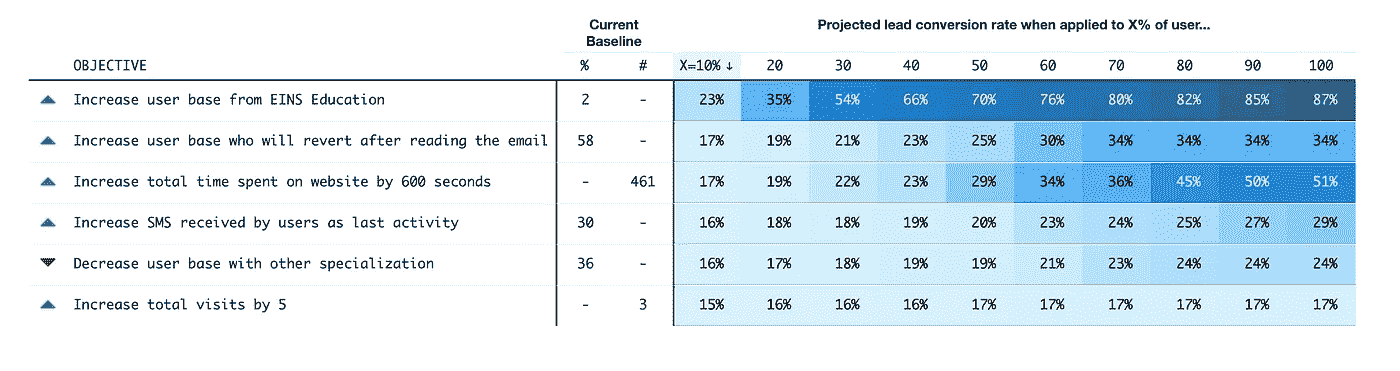 Current Baseline Projected lead conversion rate when applied to X% of user...
OBJECTIVE % # X=10% ↓ 20 30 40 50 60 70 80 90 100
Increase user base from EINS Education 2 - 23% 35% 54% 66% 70% 76% 80% 82% 85% 87%
Increase user base who will revert after reading the email 58 - 17% 19% 21% 23% 25% 30% 34% 34% 34% 34%
Increase total time spent on website by 600 seconds - 461 17% 19% 22% 23% 29% 34% 36% 45% 50% 51%
Increase SMS received by users as last activity 30 - 16% 18% 18% 19% 20% 23% 24% 25% 27% 29%
Decrease user base with other specialization 36 - 16% 17% 18% 19% 19% 21% 23% 24% 24% 24%
Increase total visits by 5 - 3 15% 16% 16% 16% 17% 17% 17% 17% 17% 17%